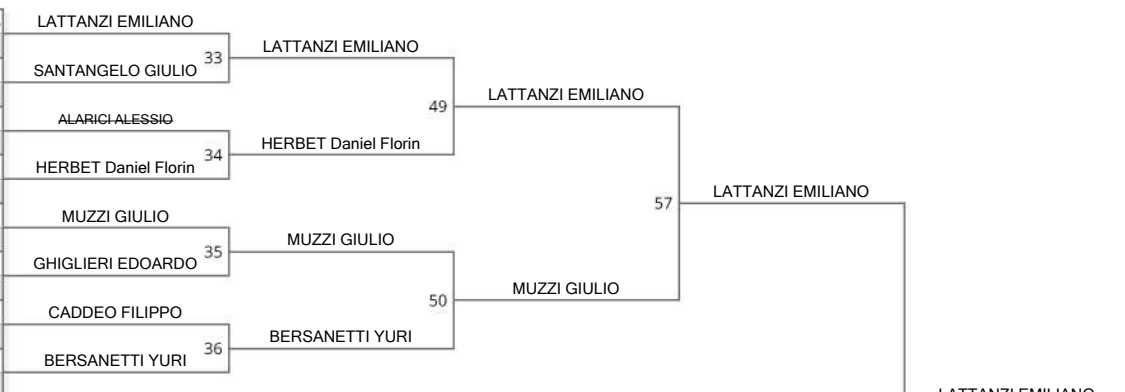 LATTANZI EMILIANO
SANTANGELO GIULIO
33
LATTANZI EMILIANO
ALARICI ALESSIO
HERBET Daniel Florin
34
HERBET Daniel Florin
49
LATTANZI EMILIANO
MUZZI GIULIO
GHIGLIERI EDOARDO
35
MUZZI GIULIO
CADDEO FILIPPO
BERSANETTI YURI
36
BERSANETTI YURI
50
MUZZI GIULIO
57
LATTANZI EMILIANO
LATTANZI EMILIANO